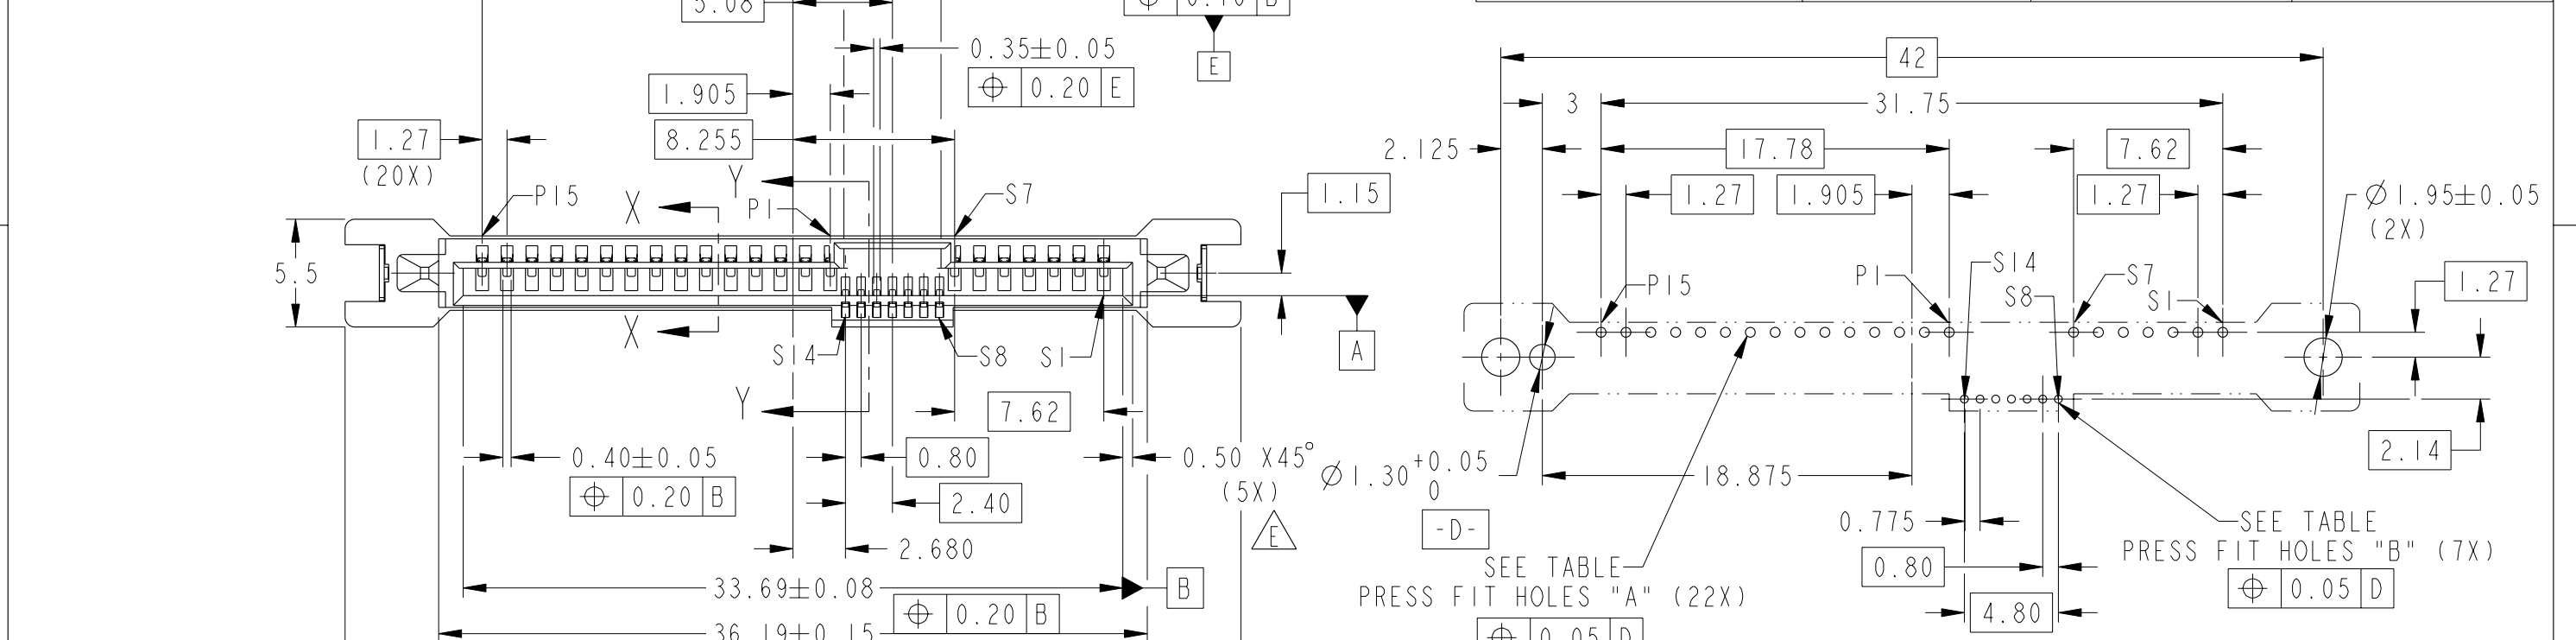 5.08
0.10 B
0.35±0.05
0.20 E
E
1.905
8.255
1.27
(20X)
P15
X
Y
P1
S7
1.15
5.5
X
S14
S8
S1
A
Y
7.62
0.40±0.05
0.20 B
0.80
2.40
0.50 X45°
(5X)
E
2.680
33.69±0.08
B
0.20 B
36.19±0.15
42
3
31.75
2.125
17.78
7.62
1.27
1.905
1.27
Ø1.95±0.05
(2X)
P15
P1
S14
S8
S7
S1
1.27
2.14
Ø1.30 +0.05
0
18.875
-D-
0.775
SEE TABLE
PRESS FIT HOLES "A" (22X)
0.05 D
0.80
4.80
SEE TABLE
PRESS FIT HOLES "B" (7X)
0.05 D